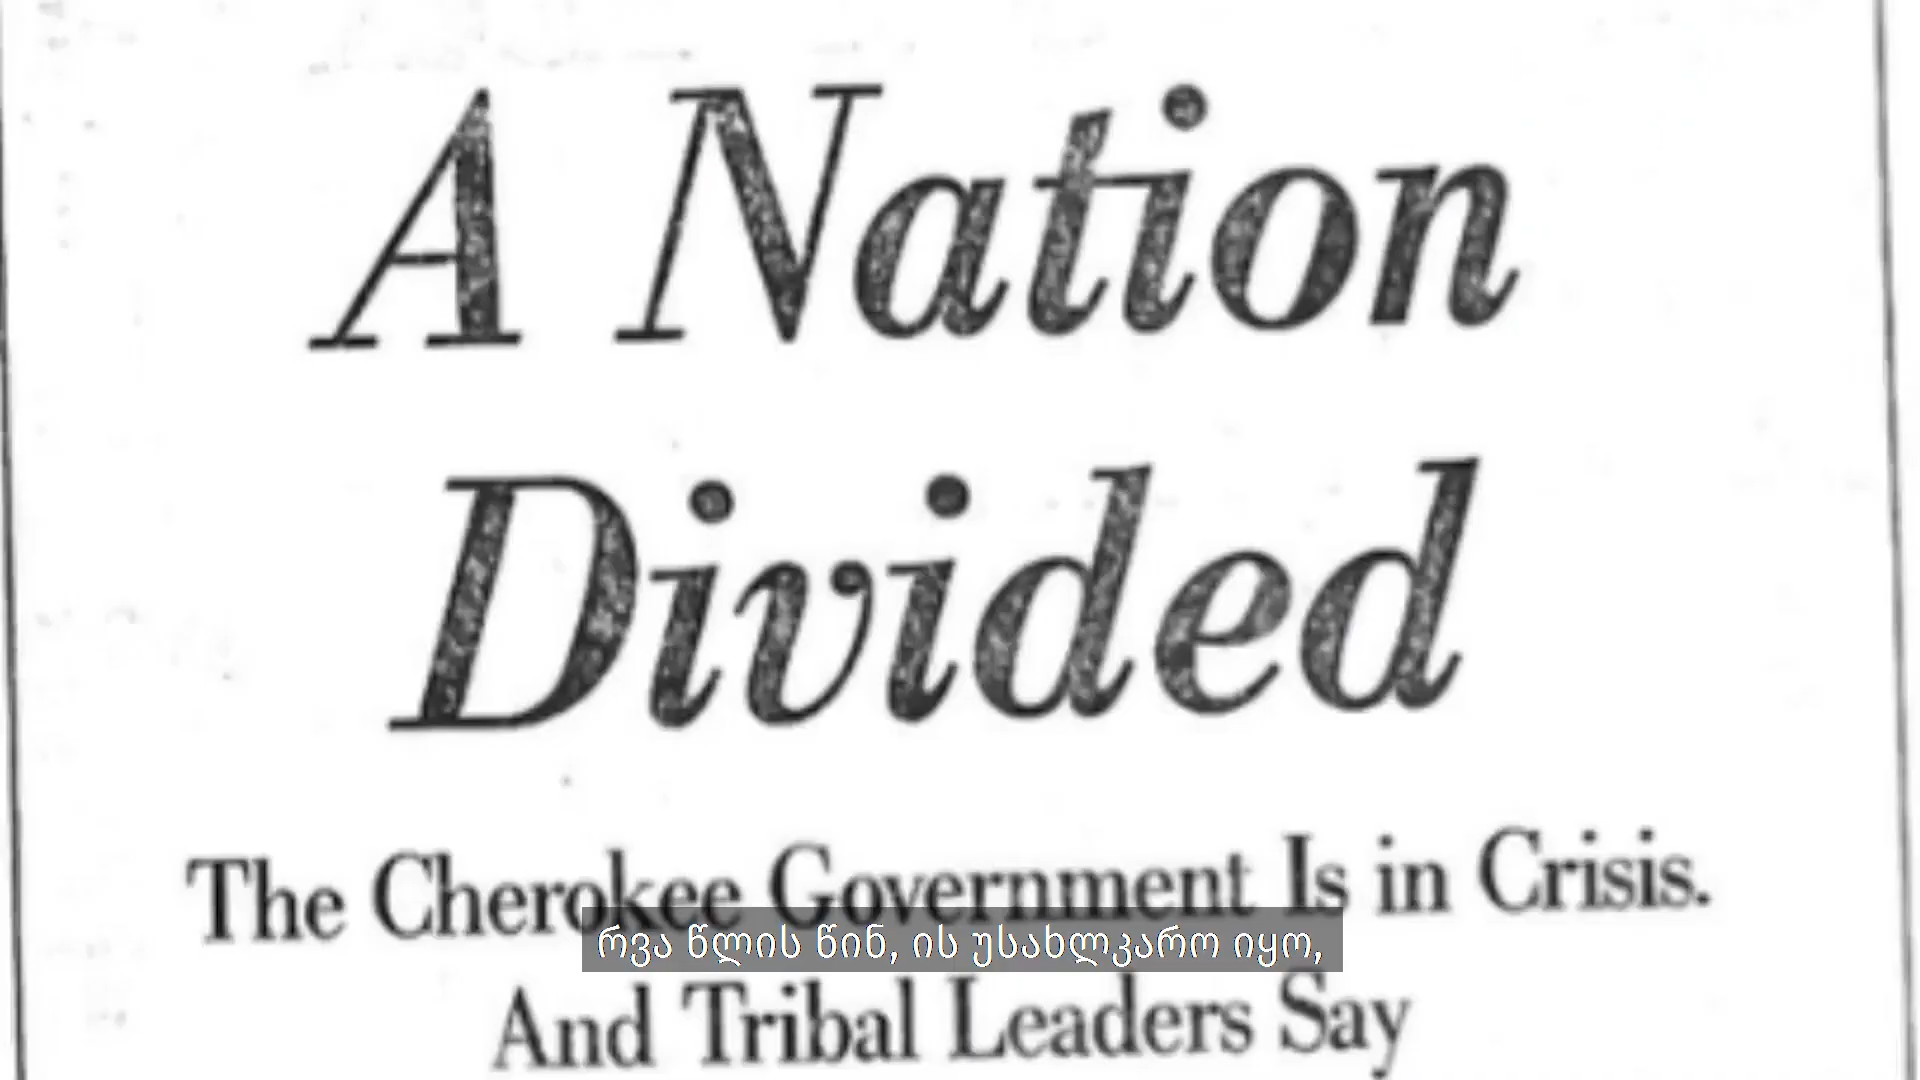 A Nation
Divided
The Cherokee Government Is in Crisis.
რვა წლის წინ, ის უსახლკარო იყო,
And Tribal Leaders Say